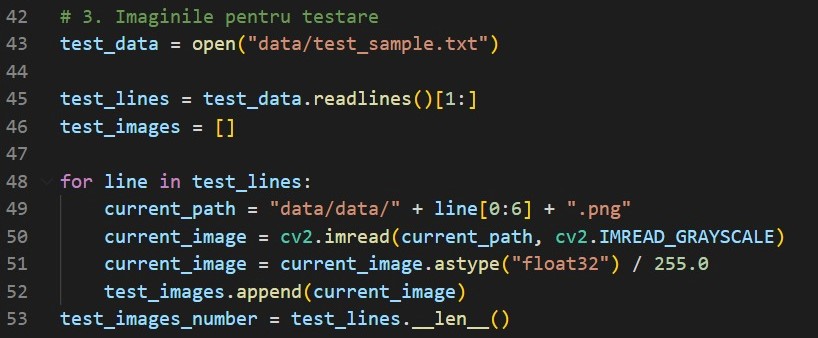 42 # 3. Imaginile pentru testare
43 test_data = open("data/test_sample.txt")
44
45 test_lines = test_data.readlines()[1:]
46 test_images = []
47
48 for line in test_lines:
49     current_path = "data/data/" + line[0:6] + ".png"
50     current_image = cv2.imread(current_path, cv2.IMREAD_GRAYSCALE)
51     current_image = current_image.astype("float32") / 255.0
52     test_images.append(current_image)
53 test_images_number = test_lines.__len__()